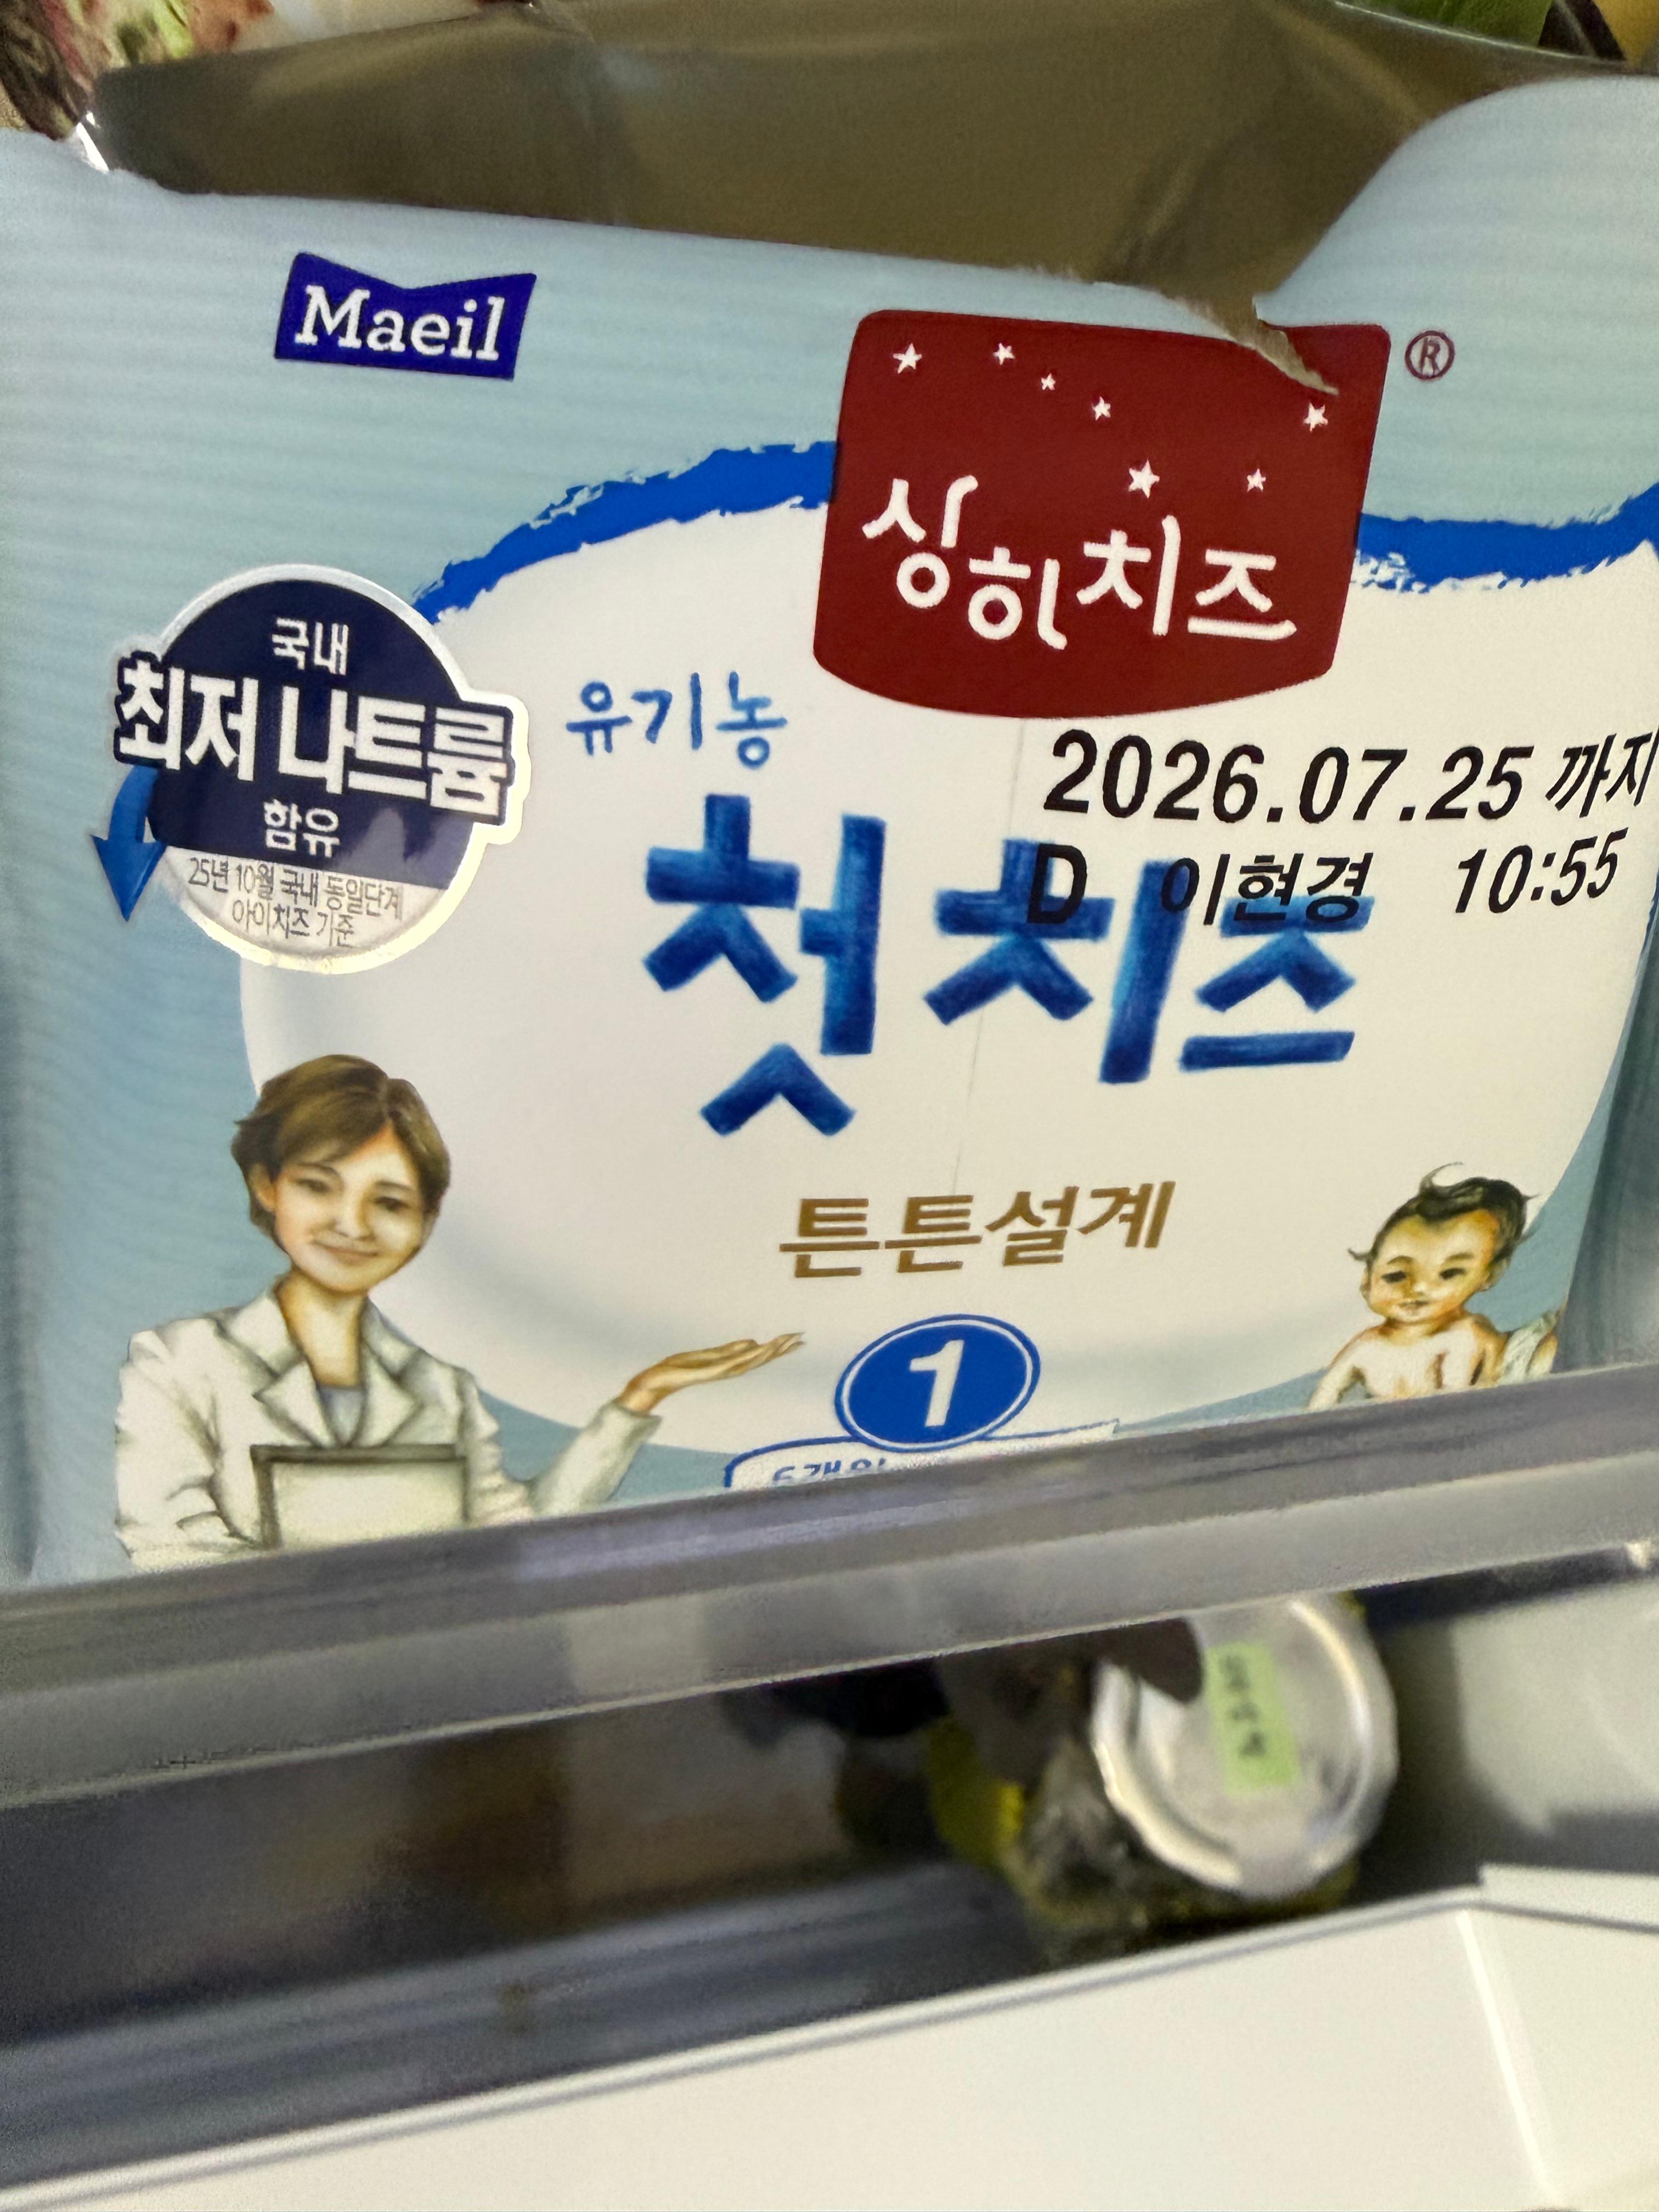 Maeil
상하치즈
®
국내
최저 나트륨
함유
25년 10월 국내 동일단계
아이치즈 기준
유기농
2026.07.25 까지
D 이현경 10:55
첫 치즈
튼튼설계
1